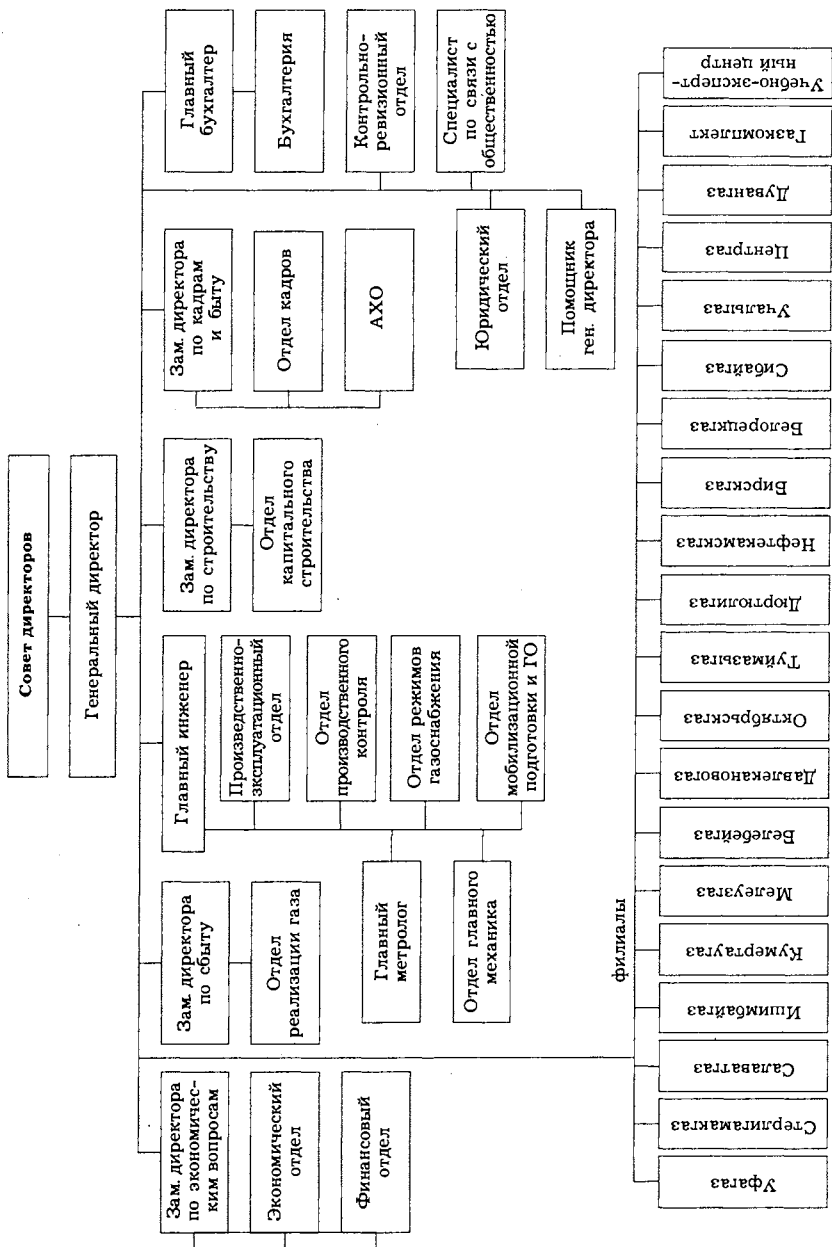 Совет директоров
Генеральный директор
Зам. директора
по экономичес-
ким вопросам
Экономический
отдел
Финансовый
отдел
Зам. директора
по сбыту
Отдел
реализации газа
Главный инженер
Произведственно-
эксплуатационный
отдел
Отдел
производственного
контроля
Отдел режимов
газоснабжения
Отдел
мобилизационной
подготовки и ГО
Главный
метролог
Отдел главного
механика
Зам. директора
по строительству
Отдел
капитального
строительства
Зам. директора
по кадрам
и быту
Отдел кадров
АХО
Главный
бухгалтер
Бухгалтерия
Контрольно-
ревизионный
отдел
Специалист
по связи с
общественностью
Юридический
отдел
Помощник
ген. директора
филиалы
Уфагаз
Стерлигамакгаз
Салаватгаз
Ишимбайгаз
Кумертаугаз
Мелеузгаз
Белебейгаз
Давлекановогаз
Октябрьскгаз
Туймазыгаз
Дюртюлигаз
Нефтекамскгаз
Бирскгаз
Белорецкгаз
Сибайгаз
Учалыгаз
Центргаз
Дувангаз
Газкомплект
Учебно-эксперт-
ный центр